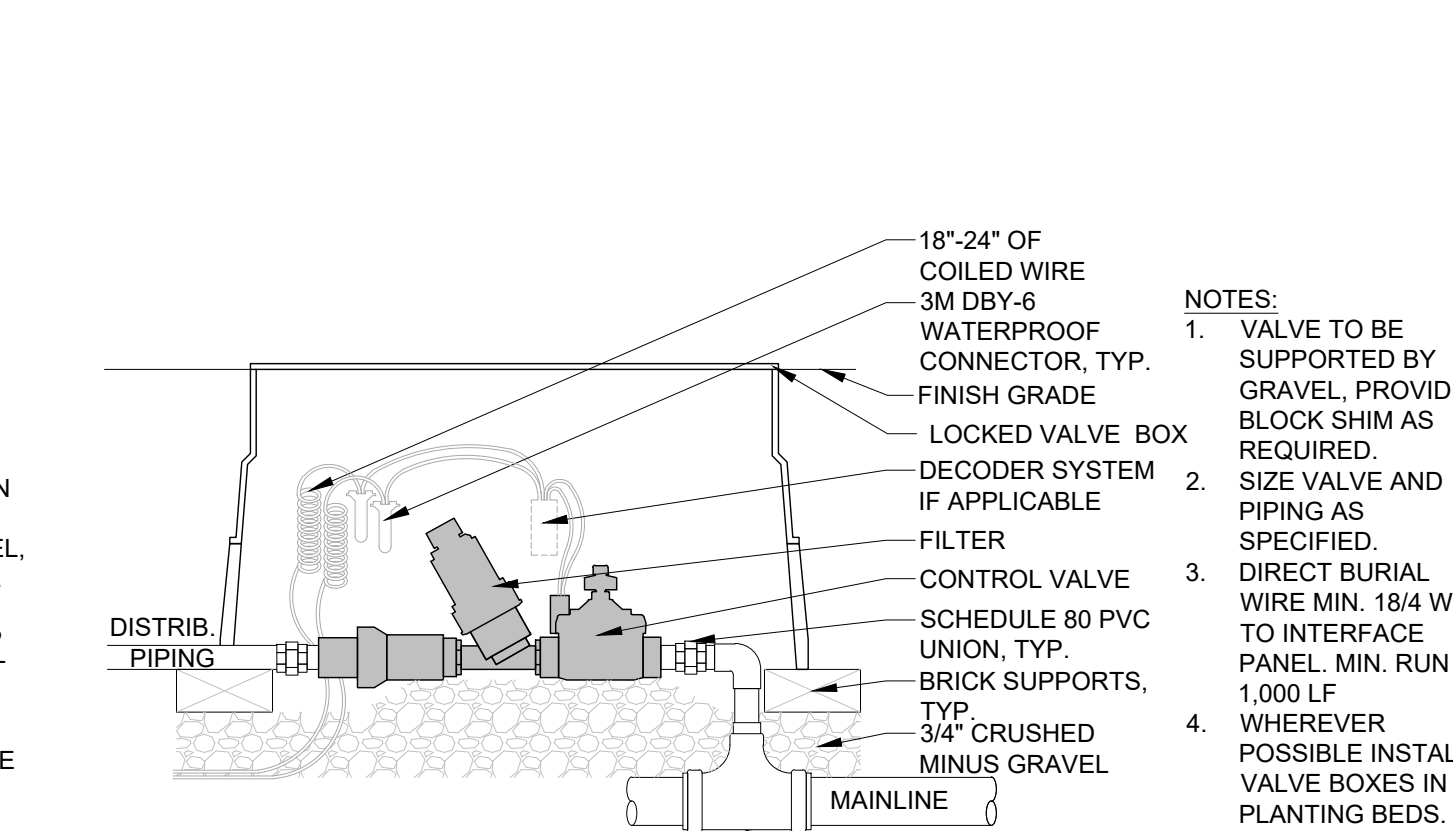 18"-24" OF
COILED WIRE
3M DBY-6
WATERPROOF
CONNECTOR, TYP.
FINISH GRADE
LOCKED VALVE BOX
DECODER SYSTEM
IF APPLICABLE
FILTER
CONTROL VALVE
SCHEDULE 80 PVC
UNION, TYP.
BRICK SUPPORTS,
TYP.
3/4" CRUSHED
MINUS GRAVEL
MAINLINE
DISTRIB.
PIPING
NOTES:
1. VALVE TO BE
SUPPORTED BY
GRAVEL, PROVID
BLOCK SHIM AS
REQUIRED.
2. SIZE VALVE AND
PIPING AS
SPECIFIED.
3. DIRECT BURIAL
WIRE MIN. 18/4 W
TO INTERFACE
PANEL. MIN. RUN
1,000 LF
4. WHEREVER
POSSIBLE INSTAL
VALVE BOXES IN
PLANTING BEDS.